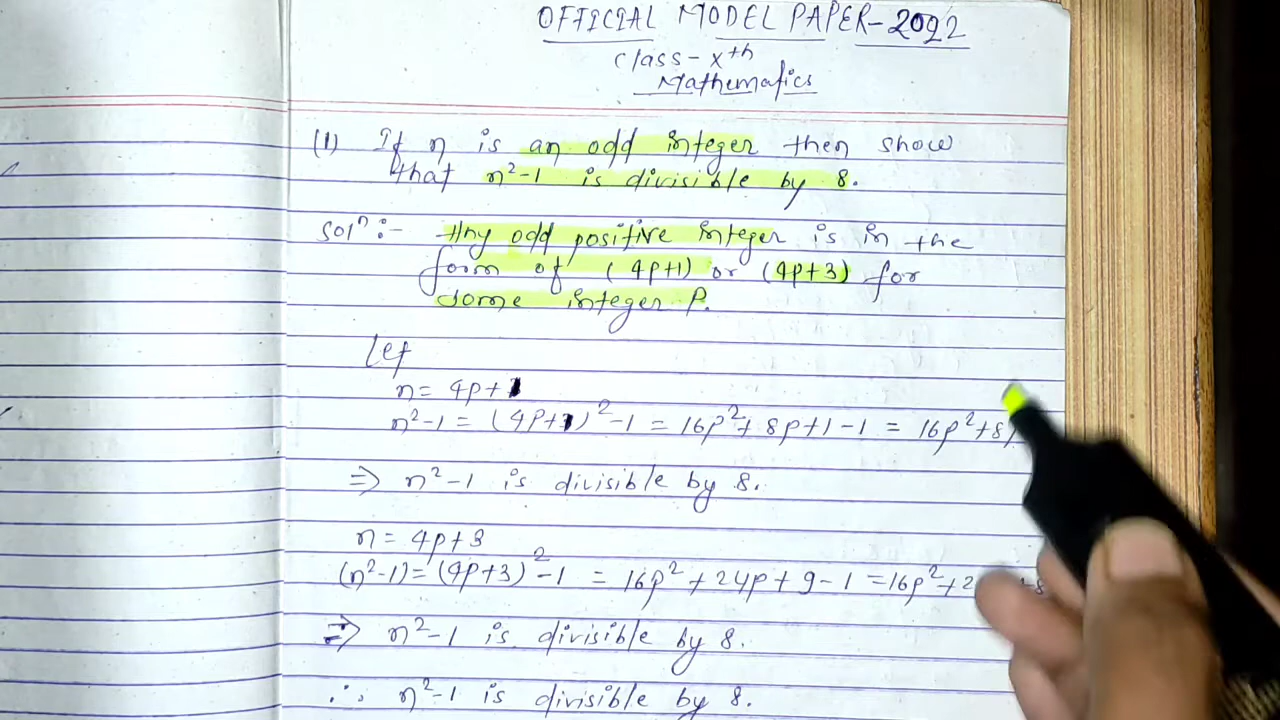 OFFICIAL MODEL PAPER-2022
Class-Xth
Mathematics
(1) If n is an odd integer then show
that n²-1 is divisible by 8.
Solⁿ:- Any odd positive integer is in the
form of (4p+1) or (4p+3) for
some integer P.
Let
n = 4p+1
n²-1 = (4p+1)²-1 = 16p²+8p+1-1 = 16p²+8p
⇒ n²-1 is divisible by 8.
n = 4p+3
(n²-1) = (4p+3)²-1 = 16p²+24p+9-1 = 16p²+2
⇒ n²-1 is divisible by 8.
∴ n²-1 is divisible by 8.